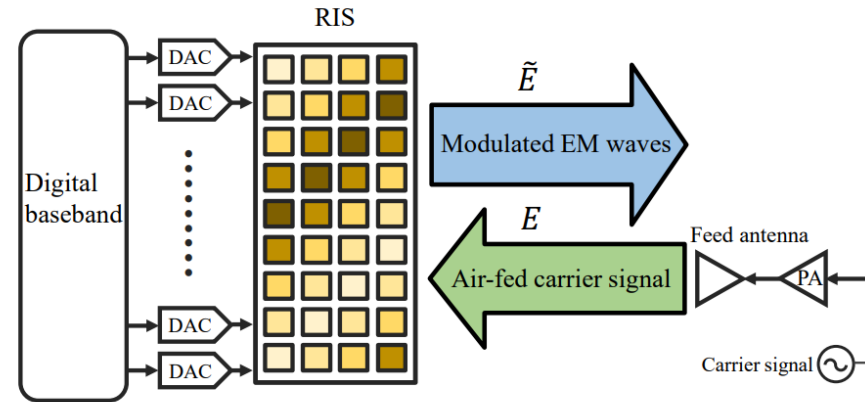 RIS
DAC
DAC
Digital
baseband
DAC
DAC
Ẽ
Modulated EM waves
E
Air-fed carrier signal
Feed antenna
PA
Carrier signal